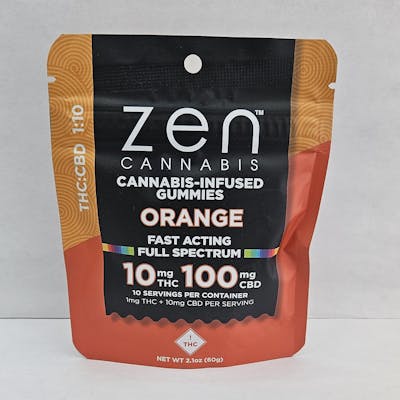 zen™
CANNABIS
CANNABIS-INFUSED
GUMMIES
ORANGE
FAST ACTING
FULL SPECTRUM
10mg THC 100mg CBD
10 SERVINGS PER CONTAINER
1mg THC + 10mg CBD PER SERVING
THC:CBD 1:10
!
THC
NET WT 2.1oz (60g)